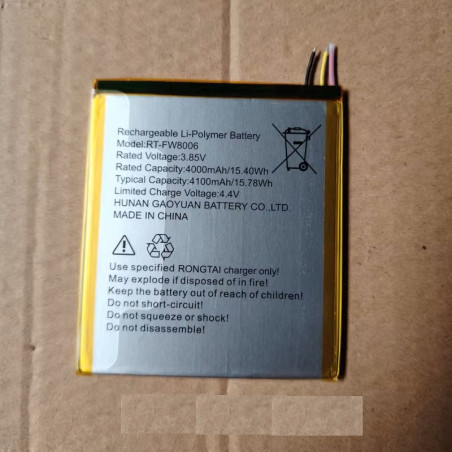 Rechargeable Li-Polymer Battery
Model:RT-FW8006
Rated Voltage:3.85V
Rated Capacity:4000mAh/15.40Wh
Typical Capacity:4100mAh/15.78Wh
Limited Charge Voltage:4.4V
HUNAN GAOYUAN BATTERY CO.,LTD.
MADE IN CHINA
Use specified RONGTAI charger only!
May explode if disposed of in fire!
Keep the battery out of reach of children!
Do not short-circuit!
Do not squeeze or shock!
Do not disassemble!